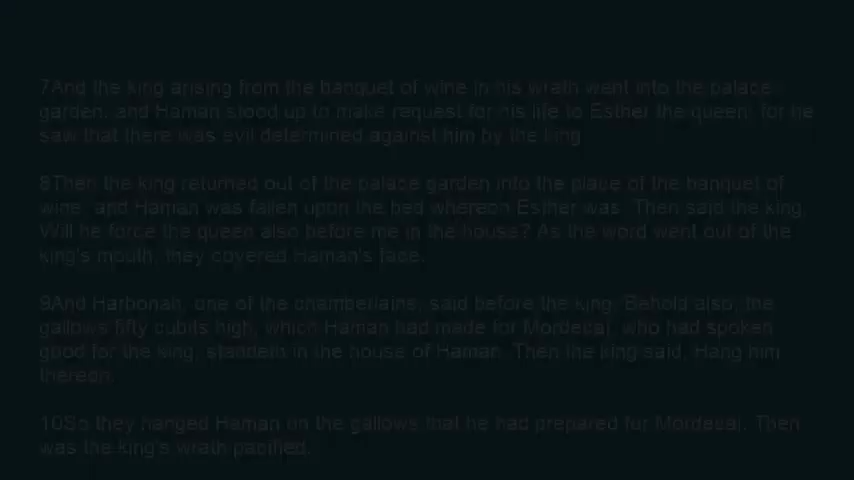 7And the king arising from the banquet of wine in his wrath went into the palace
garden: and Haman stood up to make request for his life to Esther the queen; for he
saw that there was evil determined against him by the king.
8Then the king returned out of the palace garden into the place of the banquet of
wine; and Haman was fallen upon the bed whereon Esther was. Then said the king,
Will he force the queen also before me in the house? As the word went out of the
king's mouth, they covered Haman's face.
9And Harbonah, one of the chamberlains, said before the king, Behold also, the
gallows fifty cubits high, which Haman had made for Mordecai, who had spoken
good for the king, standeth in the house of Haman. Then the king said, Hang him
thereon.
10So they hanged Haman on the gallows that he had prepared for Mordecai. Then
was the king's wrath pacified.